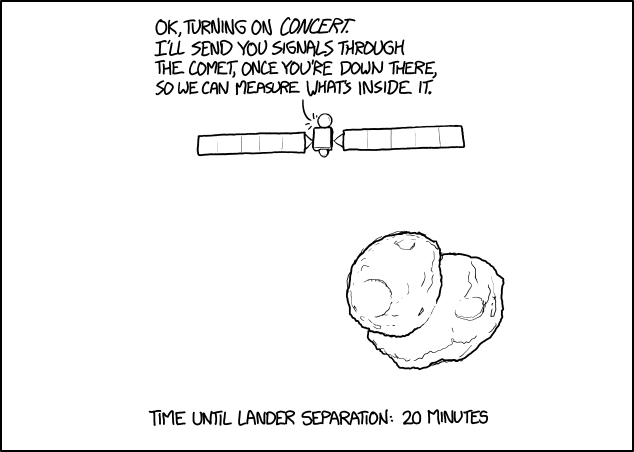 OK, TURNING ON CONCERT.
I'LL SEND YOU SIGNALS THROUGH
THE COMET, ONCE YOU'RE DOWN THERE,
SO WE CAN MEASURE WHAT'S INSIDE IT.
TIME UNTIL LANDER SEPARATION: 20 MINUTES